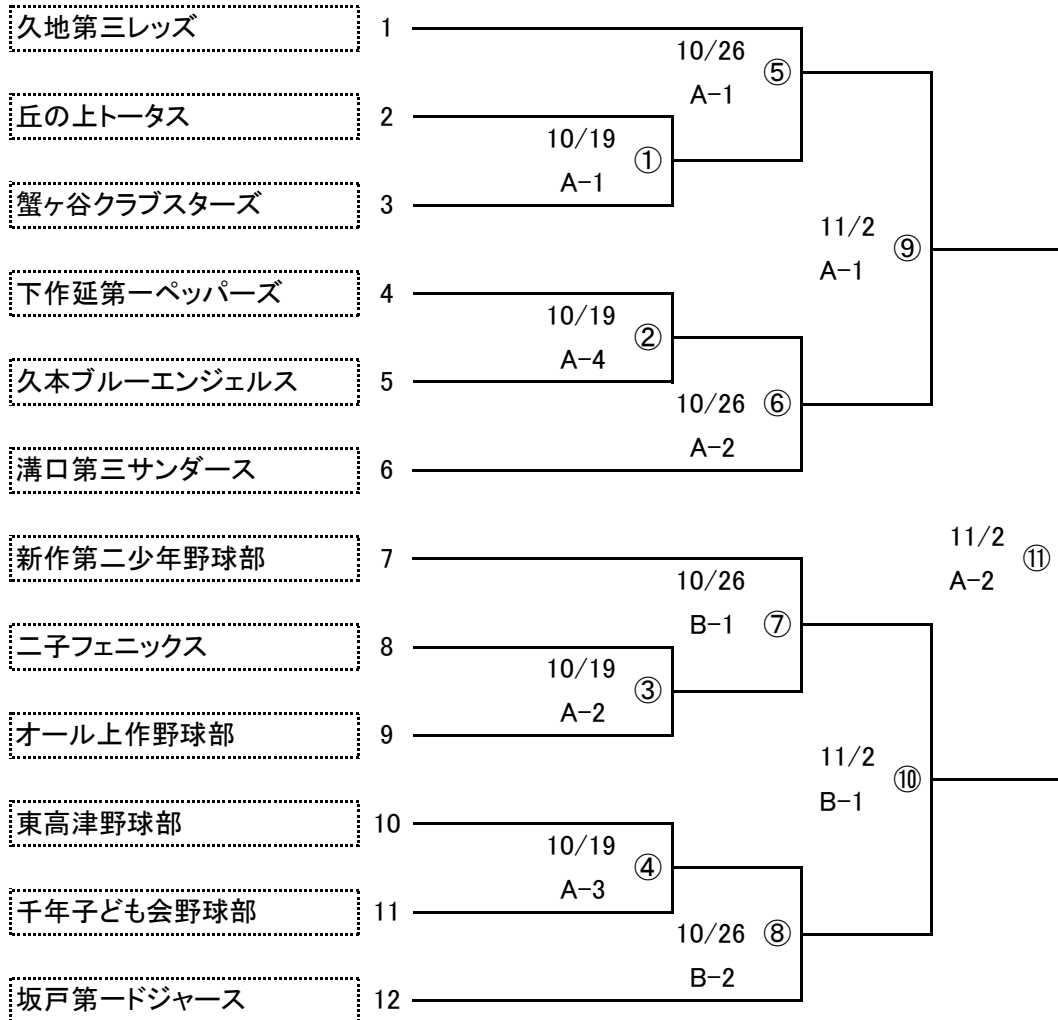 久地第三レッズ 1
10/26 ⑤
A-1
丘の上トータス 2
10/19 ①
A-1
蟹ヶ谷クラブスターズ 3
11/2 ⑨
A-1
下作延第一ペッパーズ 4
10/19 ②
A-4
久本ブルーエンジェルス 5
10/26 ⑥
A-2
溝口第三サンダース 6
11/2 ⑪
A-2
新作第二少年野球部 7
10/26
B-1 ⑦
二子フェニックス 8
10/19 ③
A-2
オール上作野球部 9
11/2 ⑩
B-1
東高津野球部 10
10/19 ④
A-3
千年子ども会野球部 11
10/26 ⑧
B-2
坂戸第一ドジャース 12